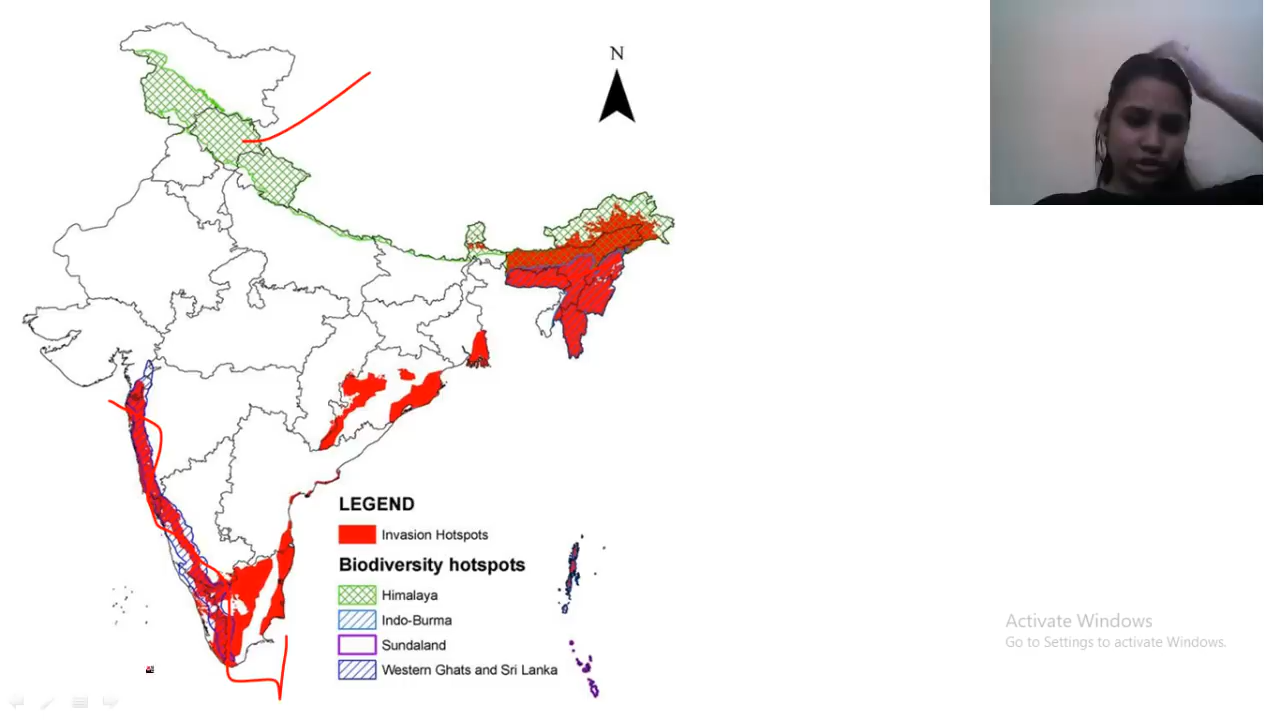 N
LEGEND
Invasion Hotspots
Biodiversity hotspots
Himalaya
Indo-Burma
Sundaland
Western Ghats and Sri Lanka
Activate Windows
Go to Settings to activate Windows.